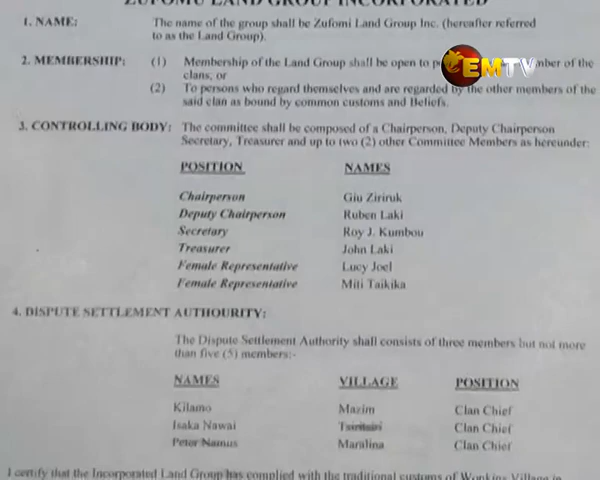 ZUFOMU LAND GROUP INCORPORATED
1. NAME: The name of the group shall be Zufomi Land Group Inc. (hereafter referred
to as the Land Group).
EMTV
2. MEMBERSHIP: (1) Membership of the Land Group shall be open to mber of the
clans, or
(2) To persons who regard themselves and are regarded by the other members of the
said clan as bound by common customs and Beliefs.
3. CONTROLLING BODY: The committee shall be composed of a Chairperson, Deputy Chairperson
Secretary, Treasurer and up to two (2) other Committee Members as hereunder:
POSITION NAMES
Chairperson Giu Ziriruk
Deputy Chairperson Ruben Laki
Secretary Roy J. Kumbou
Treasurer John Laki
Female Representative Lucy Joel
Female Representative Miti Taikika
4. DISPUTE SETTLEMENT AUTHOURITY:
The Dispute Settlement Authority shall consists of three members but not more
than five (5) members:-
NAMES VILLAGE POSITION
Kilamo Mazim Clan Chief
Isaka Nawai Clan Chief
Peter Namus Maralina Clan Chief
I certify that the Incorporated Land Group has complied with the traditional customs of Wonkins Village in